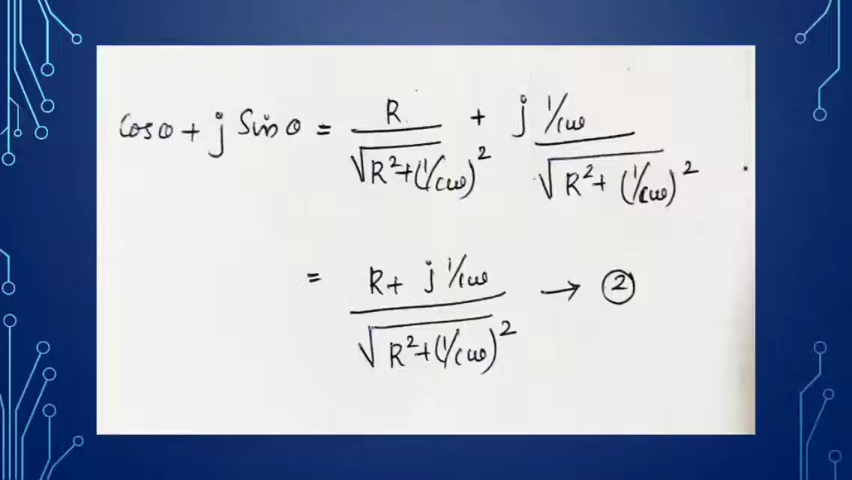 cosθ + j sinθ = R / √R²+(1/cω)² + j 1/cω / √R²+(1/cω)²
= R + j 1/cω / √R²+(1/cω)² → ②